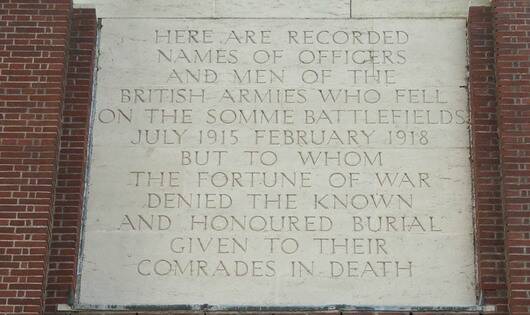 HERE ARE RECORDED
NAMES OF OFFICERS
AND MEN OF THE
BRITISH ARMIES WHO FELL
ON THE SOMME BATTLEFIELDS
JULY 1915 FEBRUARY 1918
BUT TO WHOM
THE FORTUNE OF WAR
DENIED THE KNOWN
AND HONOURED BURIAL
GIVEN TO THEIR
COMRADES IN DEATH